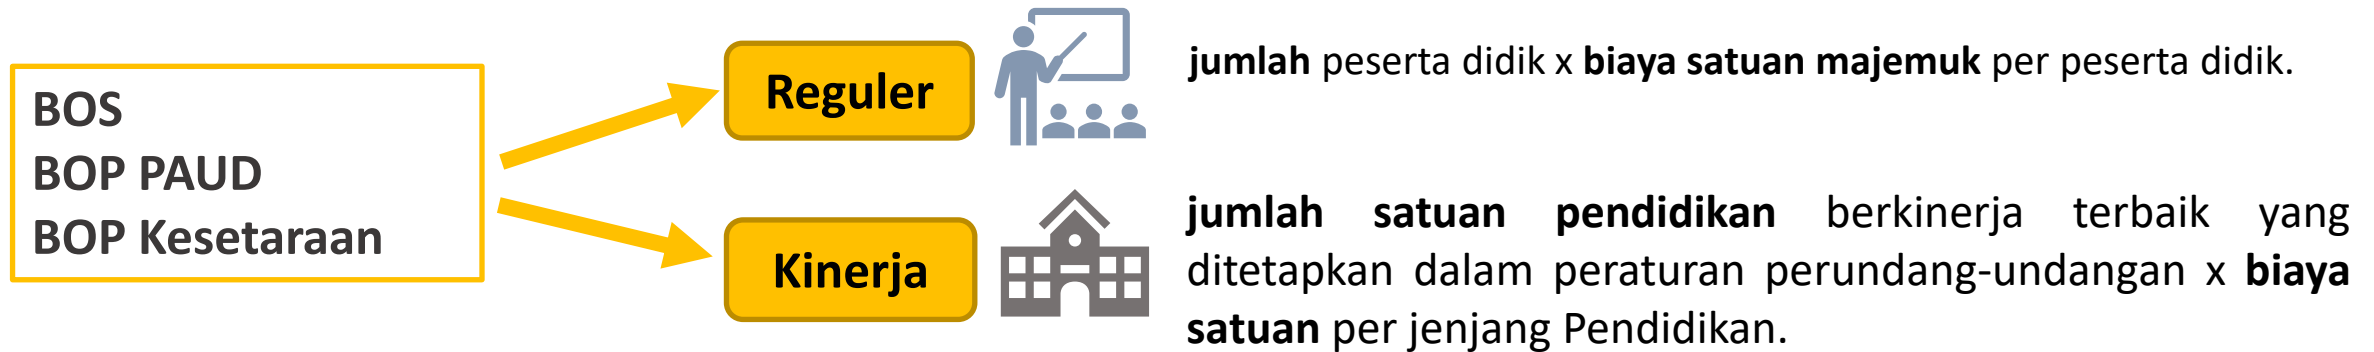 BOS
BOP PAUD
BOP Kesetaraan
Reguler
jumlah peserta didik x biaya satuan majemuk per peserta didik.
Kinerja
jumlah satuan pendidikan berkinerja terbaik yang
ditetapkan dalam peraturan perundang-undangan x biaya
satuan per jenjang Pendidikan.